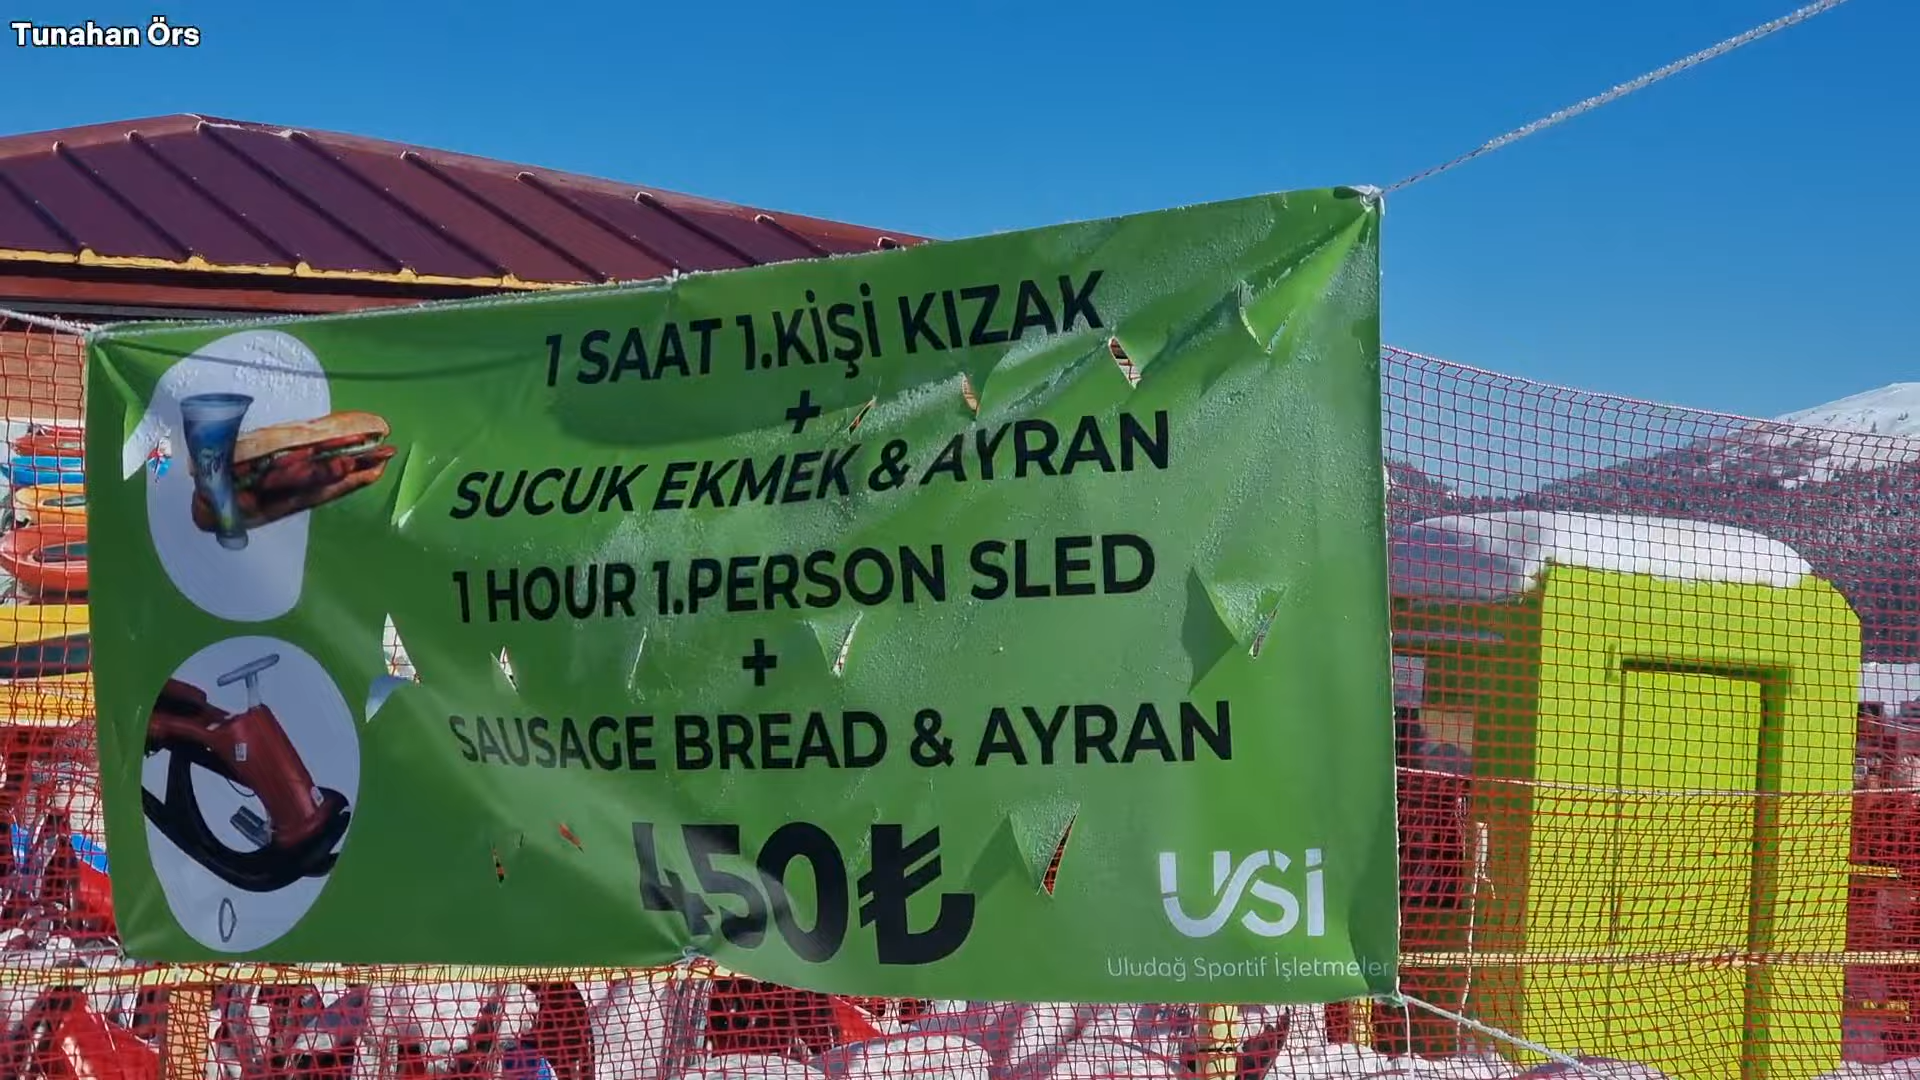 Tunahan Örs
1 SAAT 1.KİŞİ KIZAK
+
SUCUK EKMEK & AYRAN
1 HOUR 1.PERSON SLED
+
SAUSAGE BREAD & AYRAN
450₺
USi
Uludağ Sportif İşletmeler